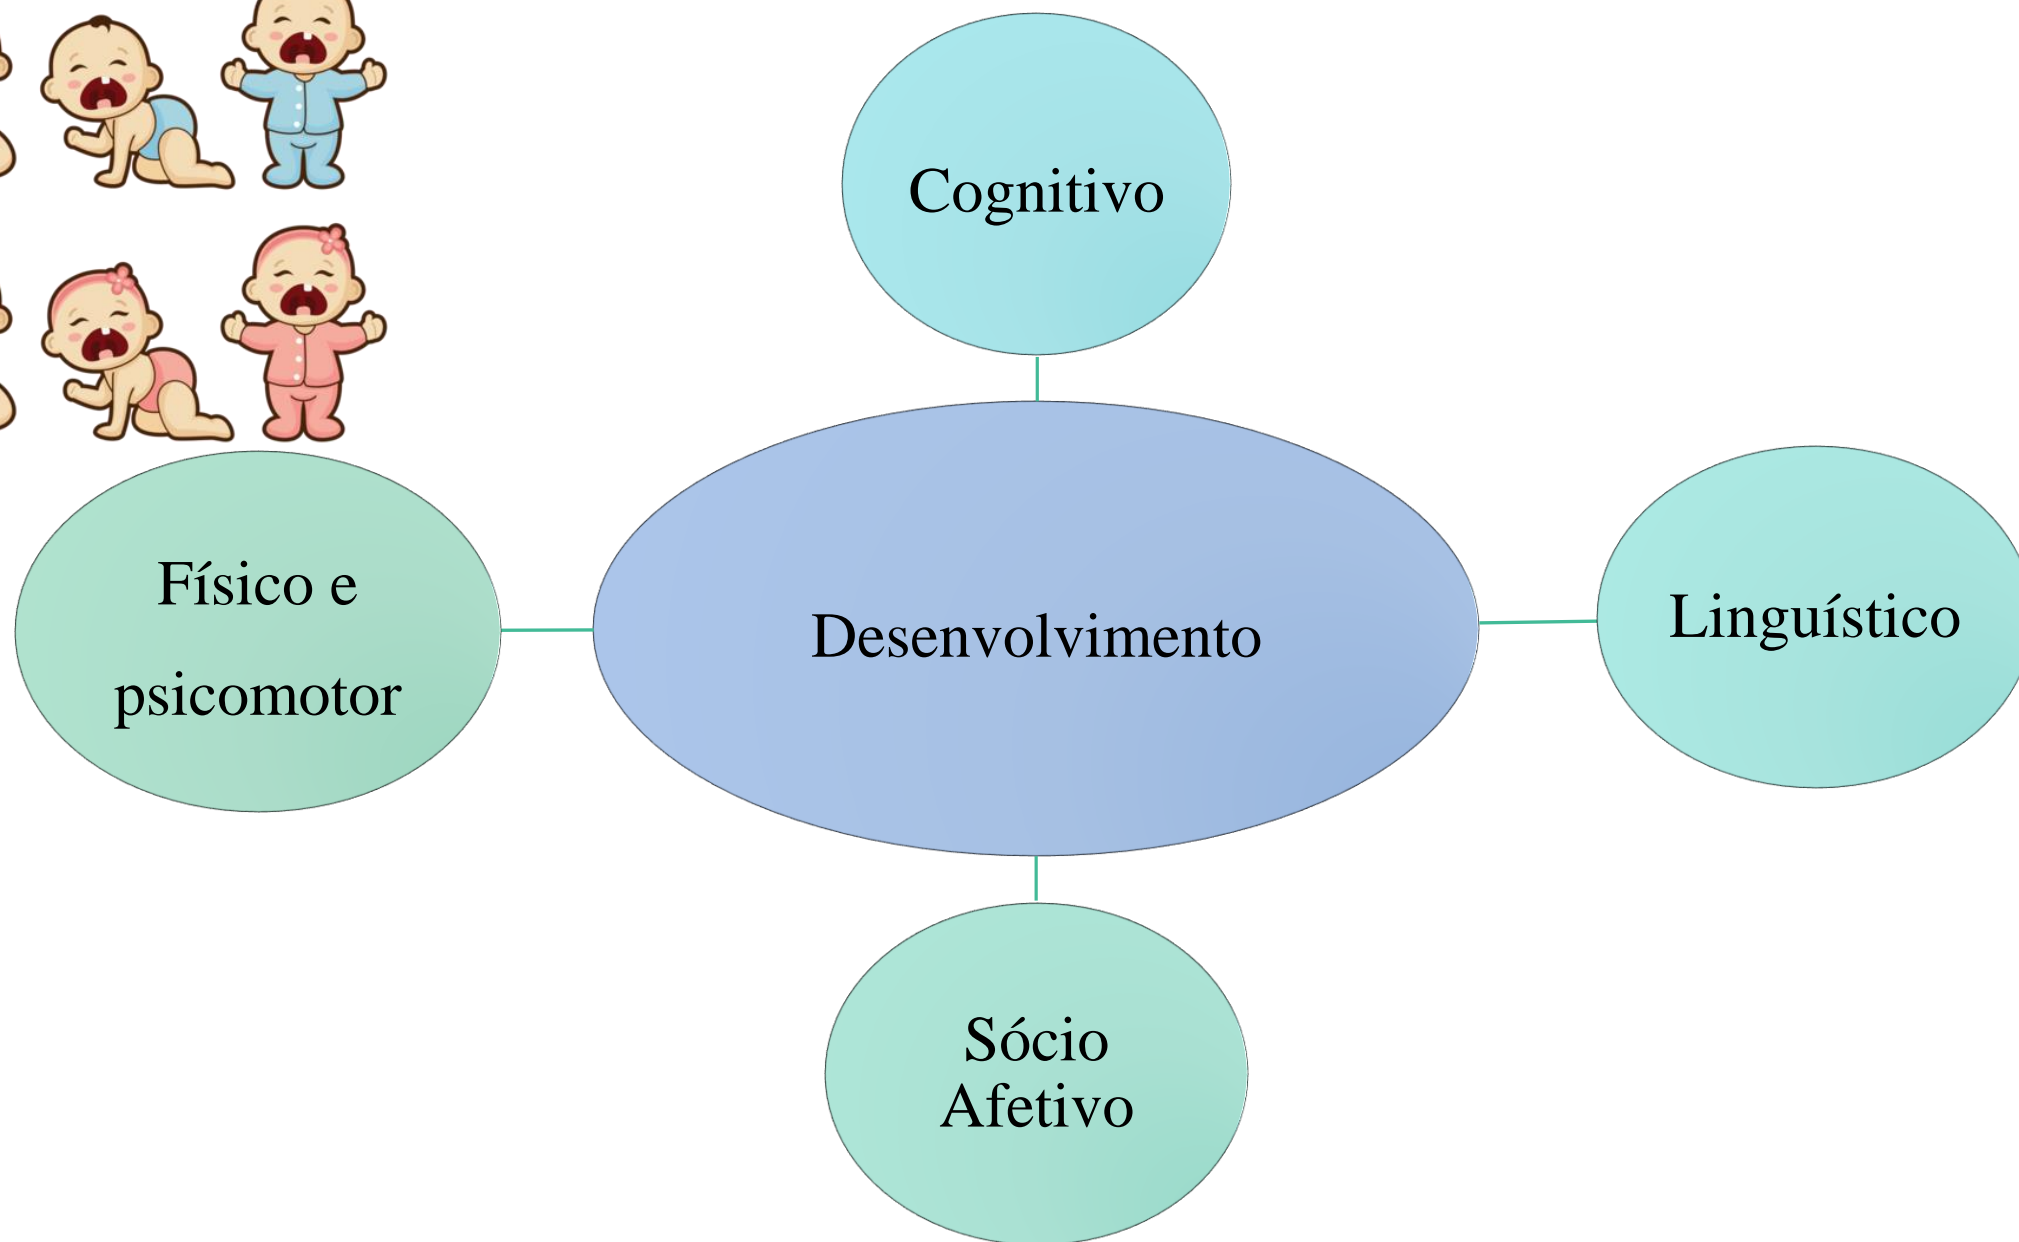 Cognitivo
Físico e
psicomotor
Desenvolvimento
Linguístico
Sócio
Afetivo